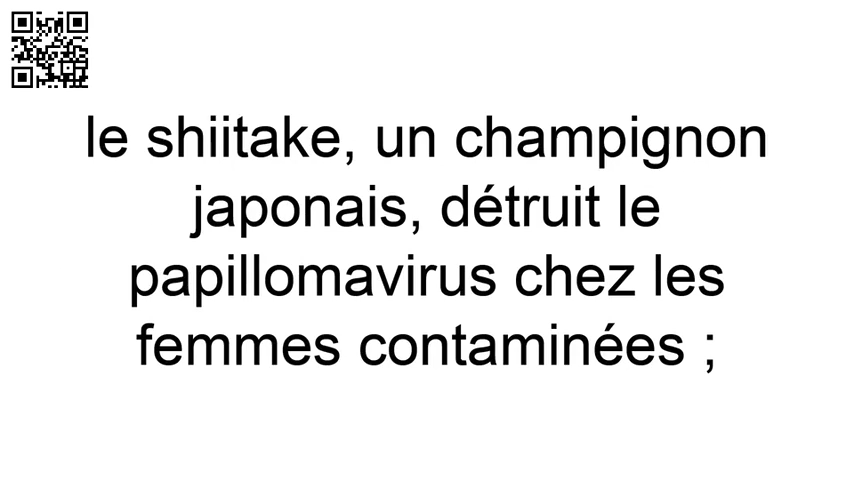 le shiitake, un champignon
japonais, détruit le
papillomavirus chez les
femmes contaminées ;